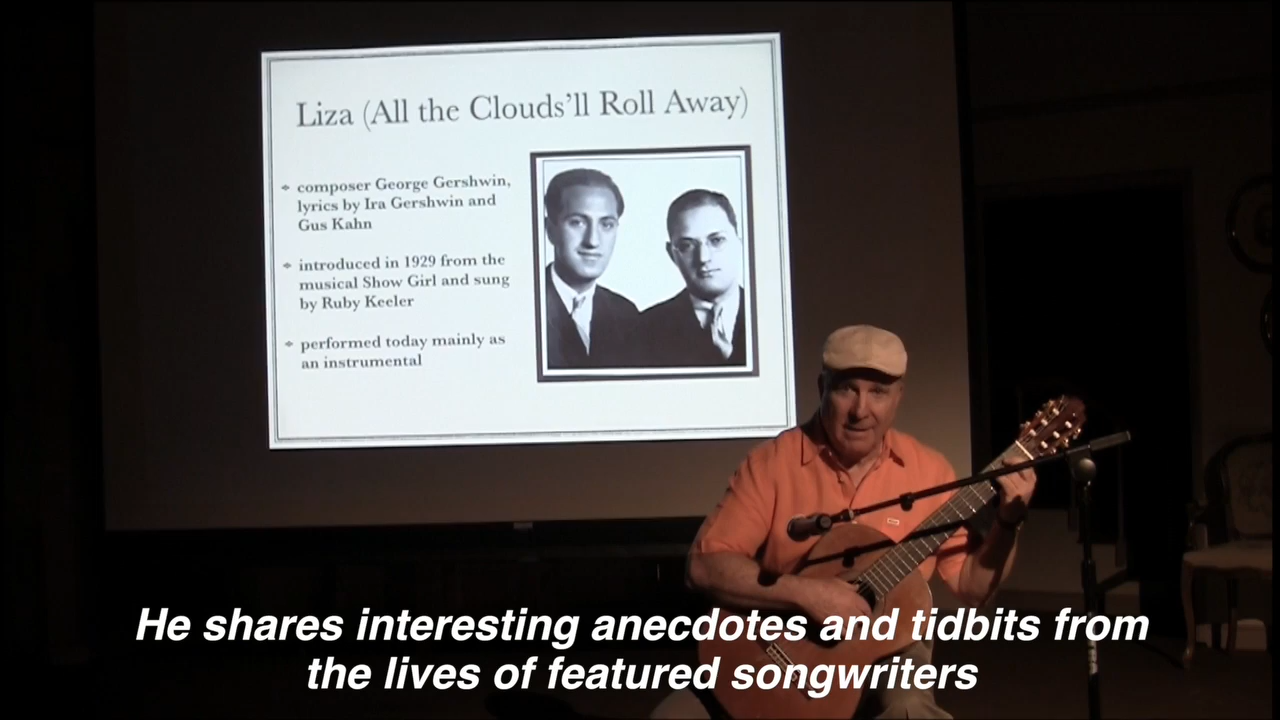 Liza (All the Clouds'll Roll Away)
composer George Gershwin,
lyrics by Ira Gershwin and
Gus Kahn
introduced in 1929 from the
musical Show Girl and sung
by Ruby Keeler
performed today mainly as
an instrumental
He shares interesting anecdotes and tidbits from
the lives of featured songwriters